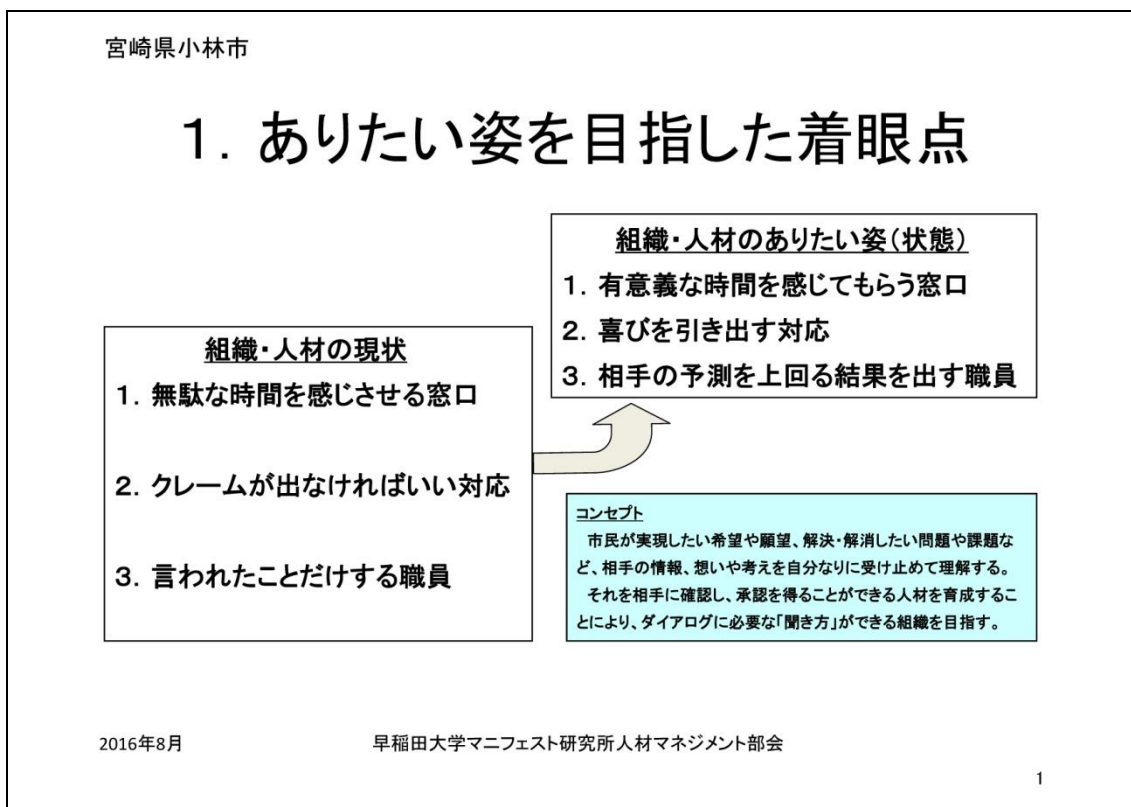 宮崎県小林市
1. ありたい姿を目指した着眼点
組織・人材のありたい姿(状態)
1. 有意義な時間を感じてもらう窓口
2. 喜びを引き出す対応
3. 相手の予測を上回る結果を出す職員
組織・人材の現状
1. 無駄な時間を感じさせる窓口
2. クレームが出なければいい対応
3. 言われたことだけする職員
コンセプト
市民が実現したい希望や願望、解決・解消したい問題や課題な
ど、相手の情報、想いや考えを自分なりに受け止めて理解する。
それを相手に確認し、承認を得ることができる人材を育成するこ
とにより、ダイアログに必要な「聞き方」ができる組織を目指す。
2016年8月
早稲田大学マニフェスト研究所人材マネジメント部会
1